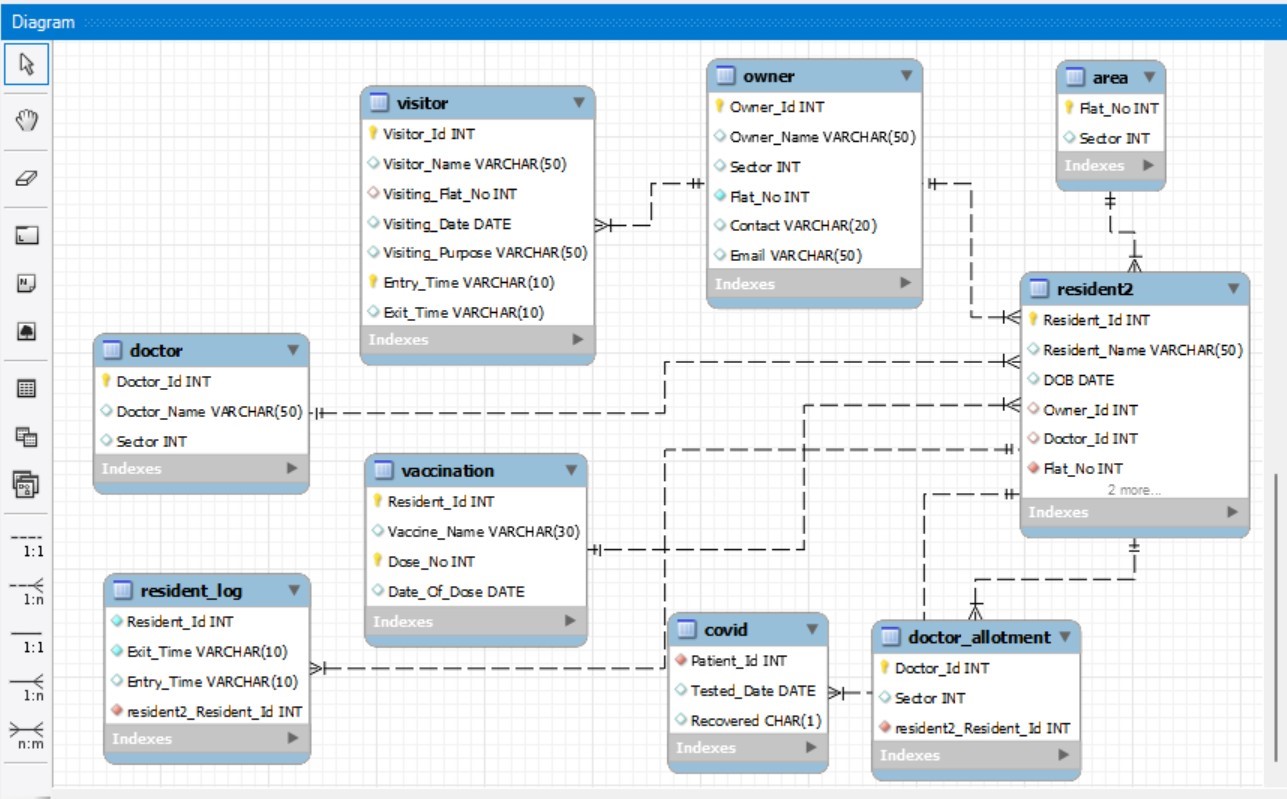 Diagram
1:1
1:n
1:1
1:n
n:m
visitor
Visitor_Id INT
Visitor_Name VARCHAR(50)
Visiting_Flat_No INT
Visiting_Date DATE
Visiting_Purpose VARCHAR(50)
Entry_Time VARCHAR(10)
Exit_Time VARCHAR(10)
Indexes
owner
Owner_Id INT
Owner_Name VARCHAR(50)
Sector INT
Flat_No INT
Contact VARCHAR(20)
Email VARCHAR(50)
Indexes
area
Flat_No INT
Sector INT
Indexes
resident2
Resident_Id INT
Resident_Name VARCHAR(50)
DOB DATE
Owner_Id INT
Doctor_Id INT
Flat_No INT
2 more...
Indexes
doctor
Doctor_Id INT
Doctor_Name VARCHAR(50)
Sector INT
Indexes
vaccination
Resident_Id INT
Vaccine_Name VARCHAR(30)
Dose_No INT
Date_Of_Dose DATE
Indexes
resident_log
Resident_Id INT
Exit_Time VARCHAR(10)
Entry_Time VARCHAR(10)
resident2_Resident_Id INT
Indexes
covid
Patient_Id INT
Tested_Date DATE
Recovered CHAR(1)
Indexes
doctor_allotment
Doctor_Id INT
Sector INT
resident2_Resident_Id INT
Indexes